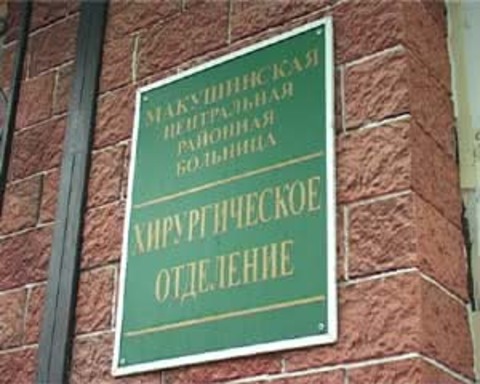 МАКУШИНСКАЯ
ЦЕНТРАЛЬНАЯ
РАЙОННАЯ
БОЛЬНИЦА
ХИРУРГИЧЕСКОЕ
ОТДЕЛЕНИЕ